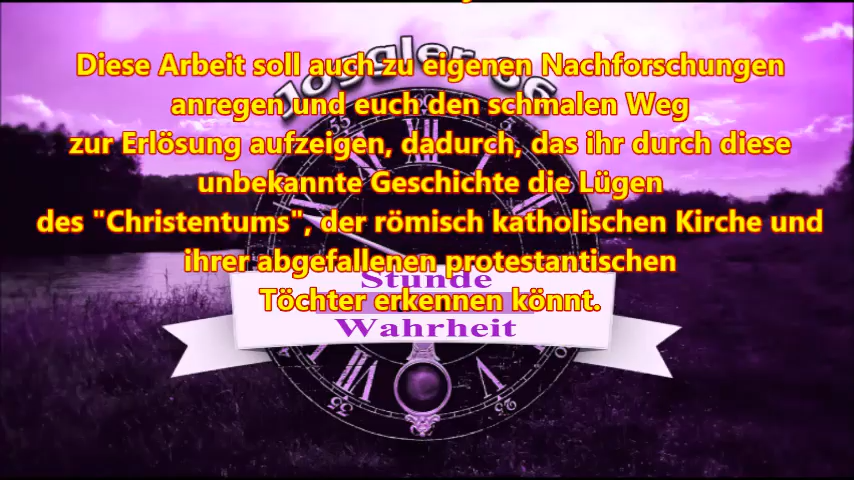 Joggler 66
Diese Arbeit soll auch zu eigenen Nachforschungen
anregen und euch den schmalen Weg
zur Erlösung aufzeigen, dadurch, das ihr durch diese
unbekannte Geschichte die Lügen
des "Christentums", der römisch katholischen Kirche und
ihrer abgefallenen protestantischen
Töchter erkennen könnt.
Stunde
Wahrheit